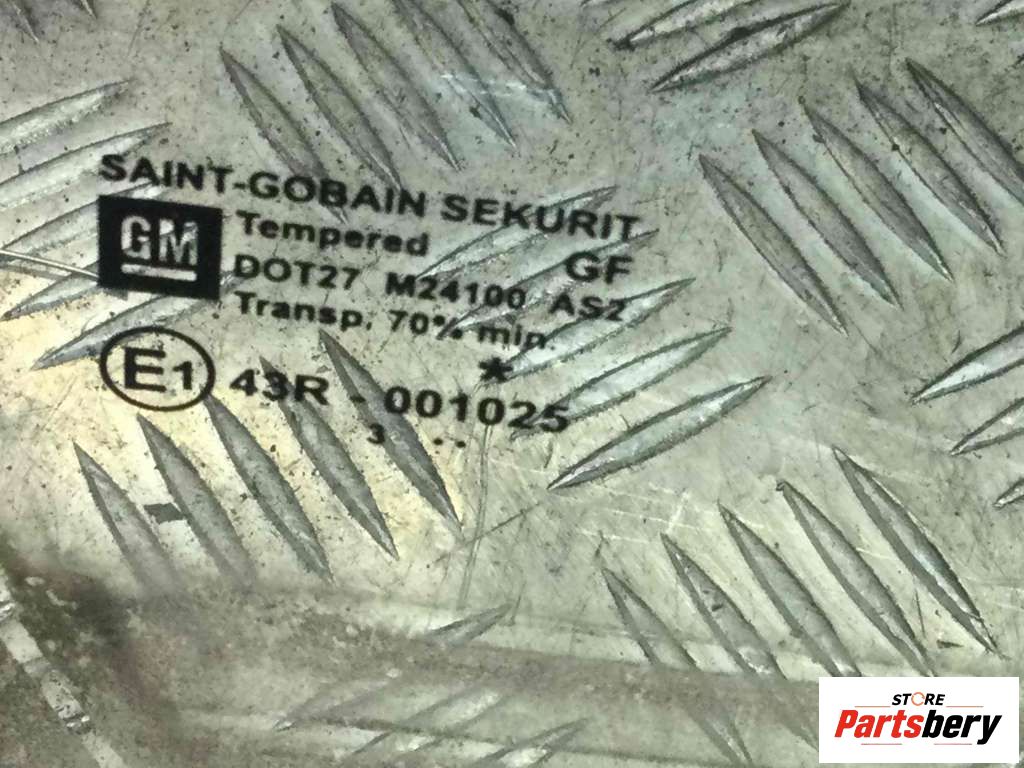 SAINT-GOBAIN SEKURIT
GM
Tempered GF
DOT27 M24100 AS2
Transp. 70% min.
*
E1 43R - 001025
3 . .
STORE
Partsbery